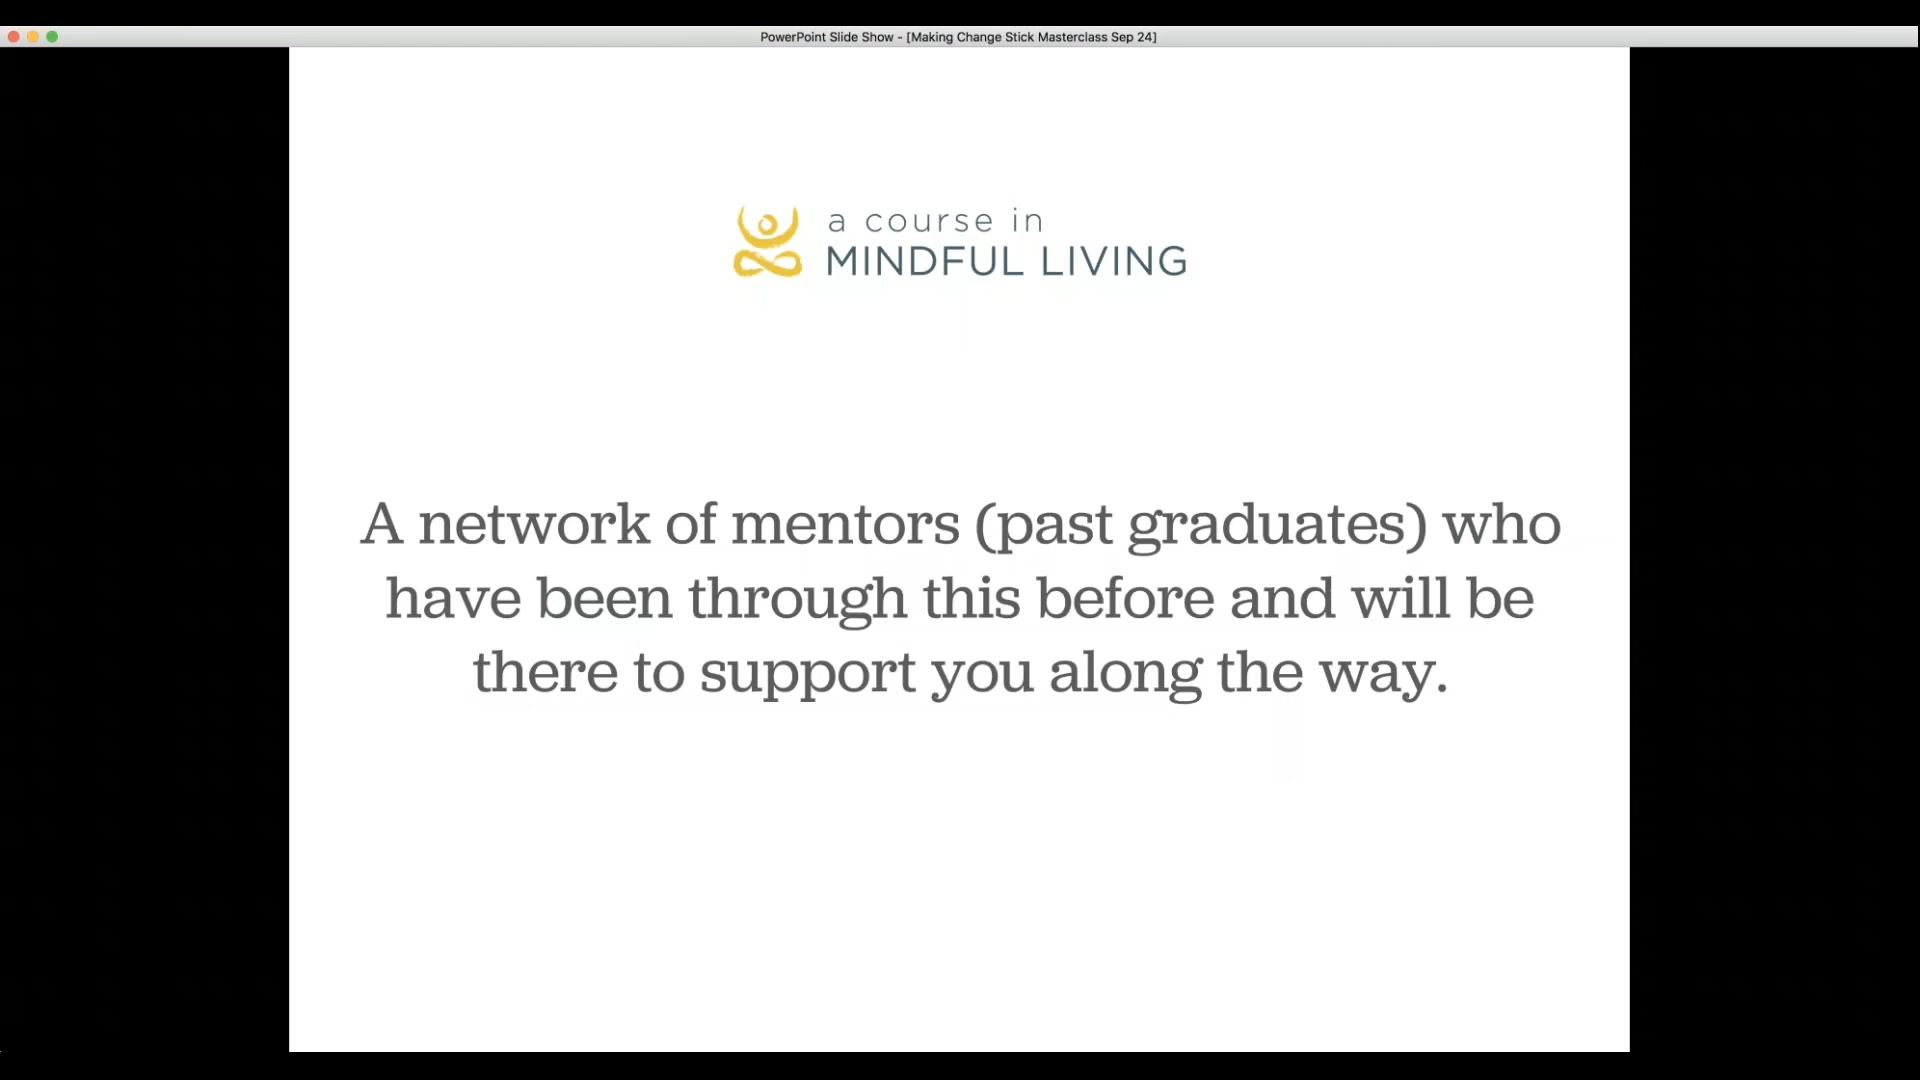 PowerPoint Slide Show - [Making Change Stick Masterclass Sep 24]
a course in
MINDFUL LIVING
A network of mentors (past graduates) who
have been through this before and will be
there to support you along the way.